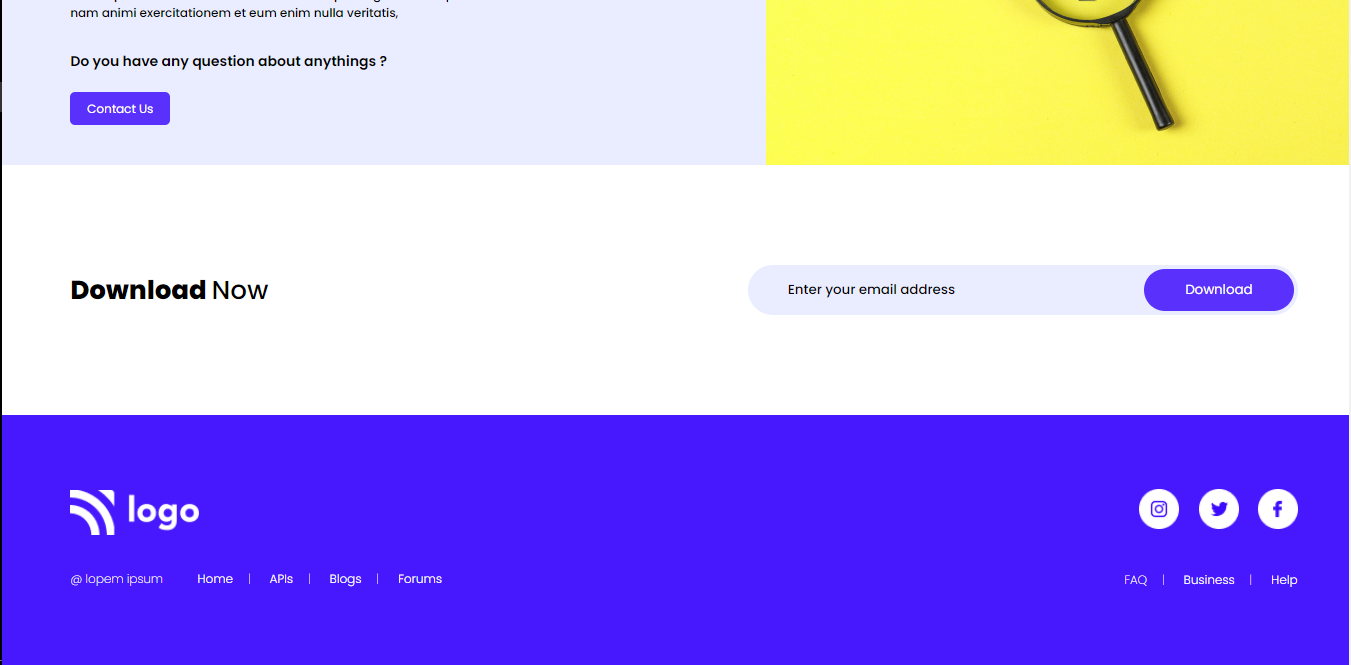 nam animi exercitationem et eum enim nulla veritatis,
Do you have any question about anythings ?
Contact Us
Download Now
Enter your email address
Download
logo
@ lopem ipsum
Home | APIs | Blogs | Forums
FAQ | Business | Help